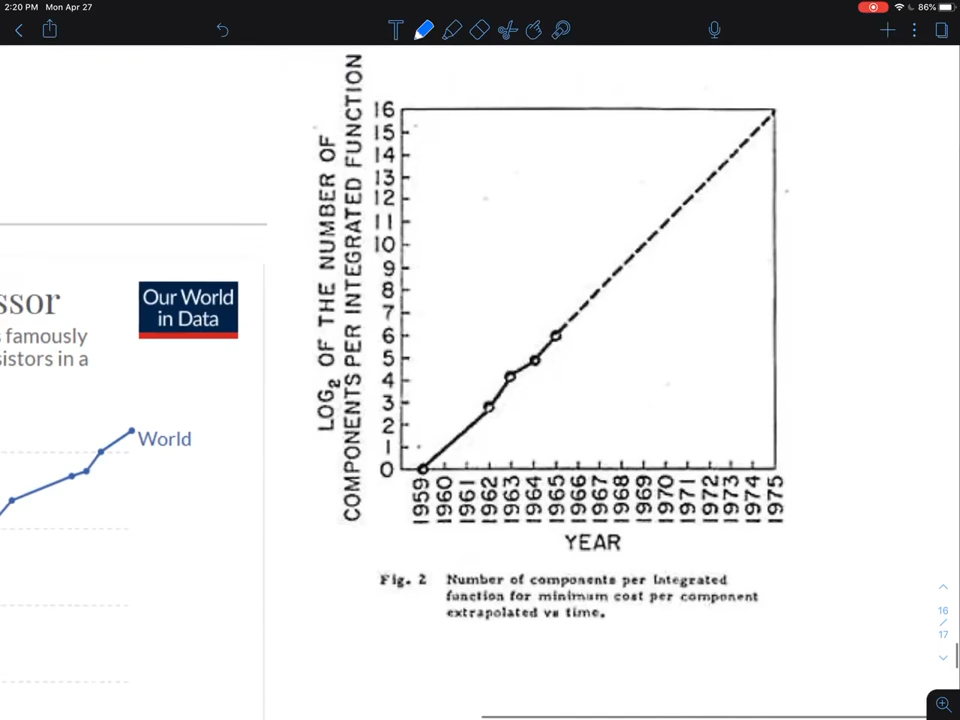 2:20 PM Mon Apr 27
86%
T
LOG2 OF THE NUMBER OF
COMPONENTS PER INTEGRATED FUNCTION
16
15
14
13
12
11
10
9
8
7
6
5
4
3
2
1
0
1959
1960
1961
1962
1963
1964
1965
1966
1967
1968
1969
1970
1971
1972
1973
1974
1975
YEAR
Fig. 2 Number of components per Integrated
function for minimum cost per component
extrapolated vs time.
ssor
s famously
sistors in a
Our World
in Data
World
16
/
17